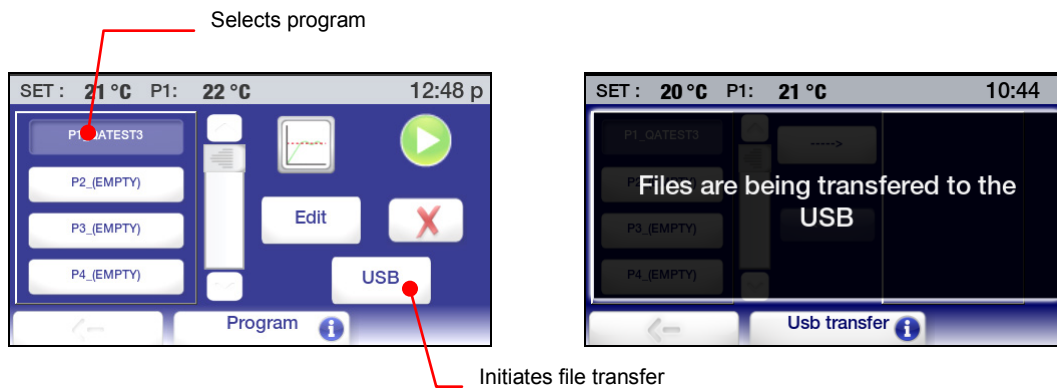 Selects program
SET : 21 °C P1: 22 °C 12:48 p
P1_QATEST3
P2_(EMPTY)
P3_(EMPTY)
P4_(EMPTY)
Edit
X
USB
Program i
Initiates file transfer
SET : 20 °C P1: 21 °C 10:44
P1_QATEST3
----->
Files are being transfered to the
USB
P3_(EMPTY)
P4_(EMPTY)
Usb transfer i